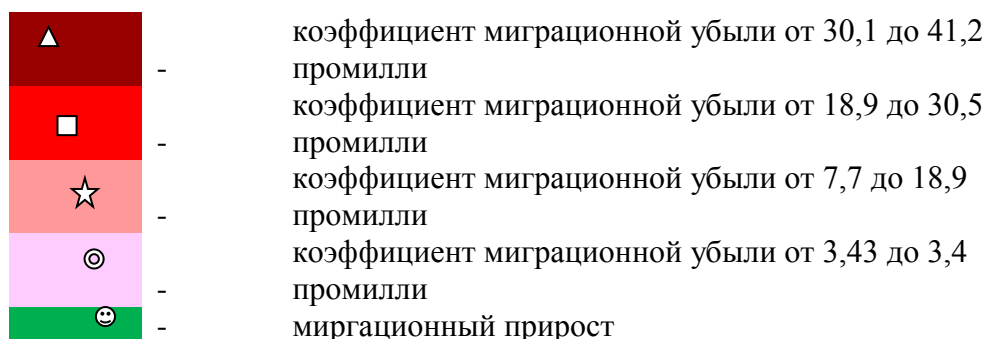 коэффициент миграционной убыли от 30,1 до 41,2
- промилли
коэффициент миграционной убыли от 18,9 до 30,5
- промилли
коэффициент миграционной убыли от 7,7 до 18,9
- промилли
коэффициент миграционной убыли от 3,43 до 3,4
- промилли
- миргационный прирост